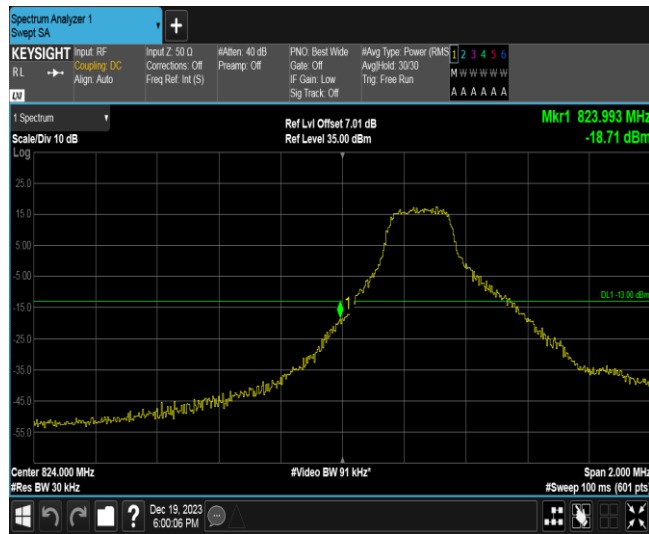 Spectrum Analyzer 1
Swept SA
+
KEYSIGHT
RL
LXI
Input: RF
Coupling: DC
Align: Auto
Input Z: 50 Ω
Corrections: Off
Freq Ref: Int (S)
#Atten: 40 dB
Preamp: Off
PNO: Best Wide
Gate: Off
IF Gain: Low
Sig Track: Off
#Avg Type: Power (RMS
Avg|Hold: 30/30
Trig: Free Run
1 2 3 4 5 6
M W W W W W
A A A A A A
1 Spectrum
Scale/Div 10 dB
Log
Ref Lvl Offset 7.01 dB
Ref Level 35.00 dBm
Mkr1 823.993 MHz
-18.71 dBm
25.0
15.0
5.00
-5.00
-15.0
-25.0
-35.0
-45.0
-55.0
1
DL1 -13.00 dBm
Center 824.000 MHz
#Res BW 30 kHz
#Video BW 91 kHz*
Span 2.000 MHz
#Sweep 100 ms (601 pts
?
Dec 19, 2023
6:00:06 PM